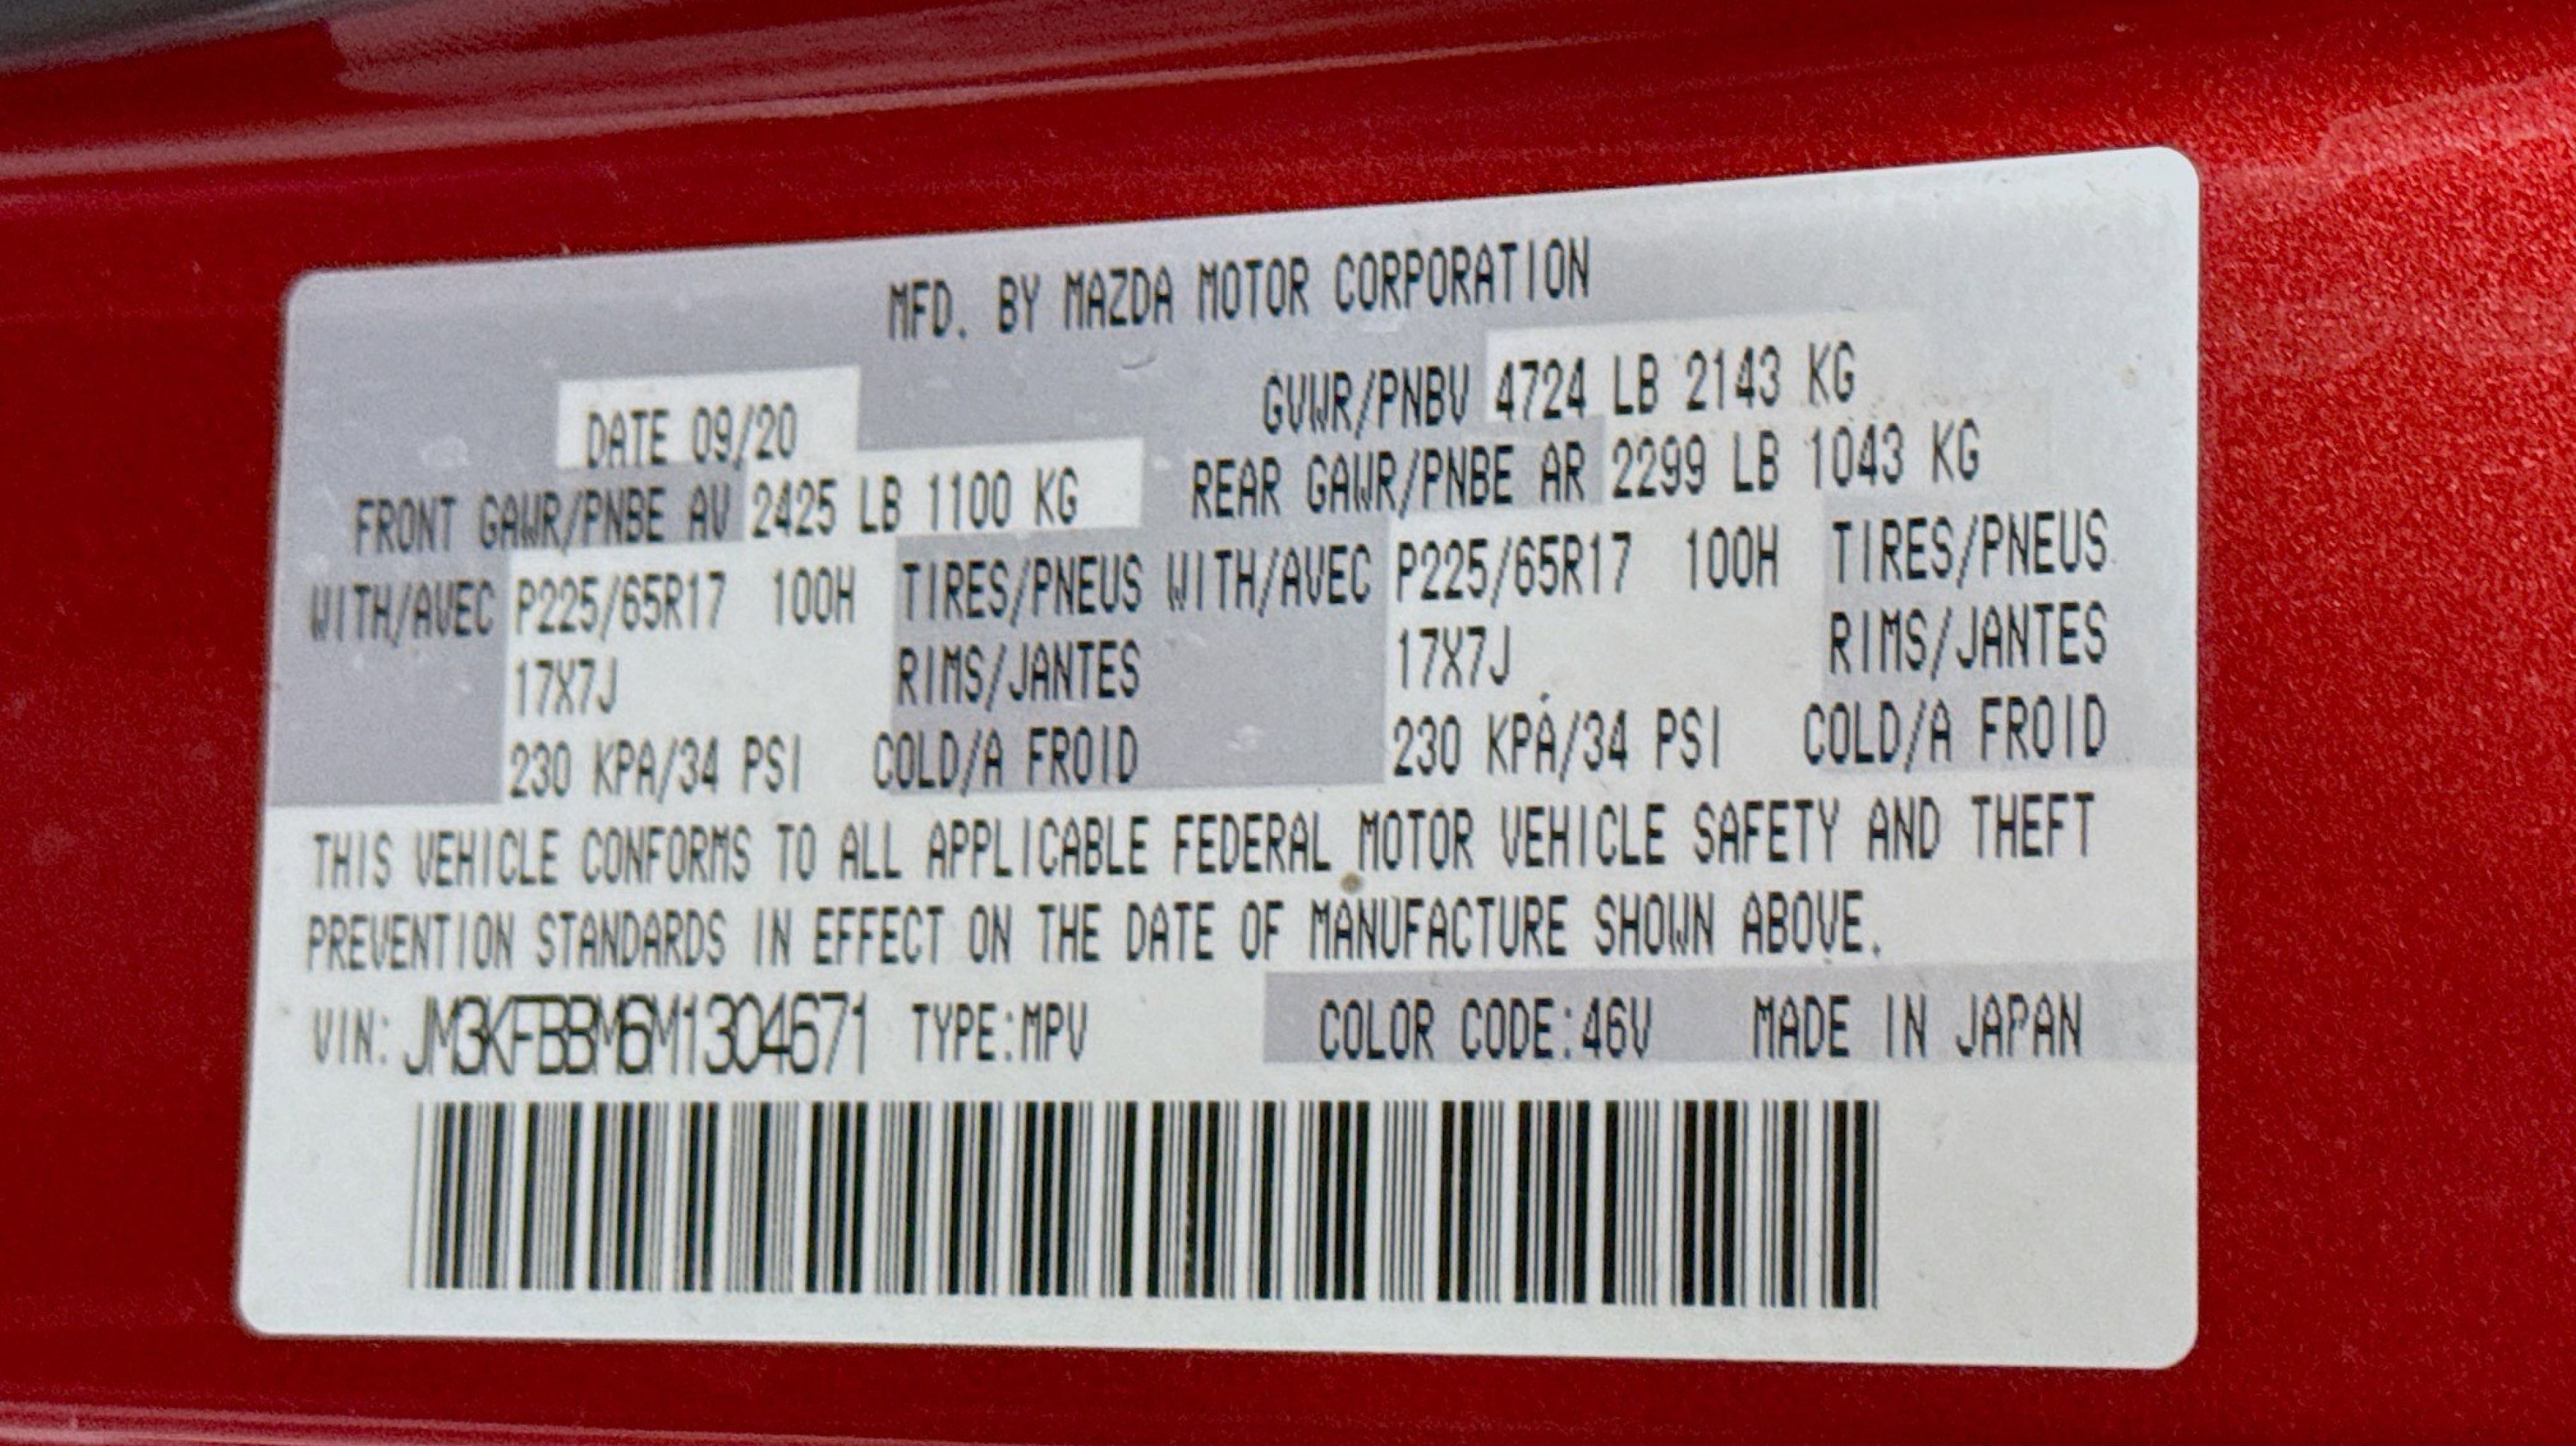 MFD. BY MAZDA MOTOR CORPORATION
DATE 09/20 GVWR/PNBV 4724 LB 2143 KG
FRONT GAWR/PNBE AV 2425 LB 1100 KG REAR GAWR/PNBE AR 2299 LB 1043 KG
WITH/AVEC P225/65R17 100H TIRES/PNEUS WITH/AVEC P225/65R17 100H TIRES/PNEUS
17X7J RIMS/JANTES 17X7J RIMS/JANTES
230 KPA/34 PSI COLD/A FROID 230 KPA/34 PSI COLD/A FROID
THIS VEHICLE CONFORMS TO ALL APPLICABLE FEDERAL MOTOR VEHICLE SAFETY AND THEFT
PREVENTION STANDARDS IN EFFECT ON THE DATE OF MANUFACTURE SHOWN ABOVE.
VIN: JM3KFBBM6M1304671 TYPE:MPV COLOR CODE:46V MADE IN JAPAN